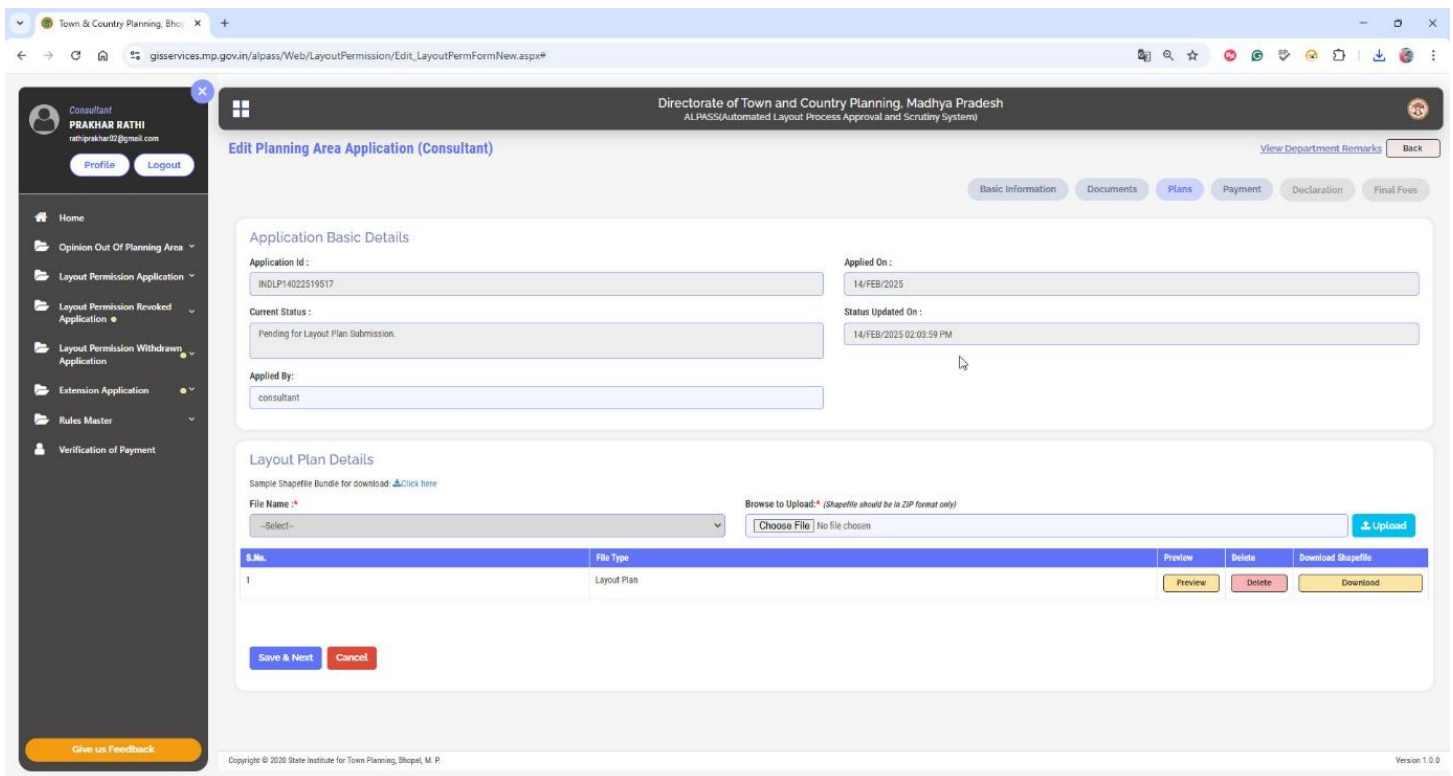 Town & Country Planning, Bhop
gisservices.mp.gov.in/alpass/Web/LayoutPermission/Edit_LayoutPermFormNew.aspx#
Consultant
PRAKHAR RATHI
rathiprakhar02@gmail.com
Profile Logout
Home
Opinion Out Of Planning Area
Layout Permission Application
Layout Permission Revoked
Application
Layout Permission Withdrawn
Application
Extension Application
Rules Master
Verification of Payment
Give us Feedback
Directorate of Town and Country Planning, Madhya Pradesh
ALPASS(Automated Layout Process Approval and Scrutiny System)
Edit Planning Area Application (Consultant)
View Department Remarks Back
Basic Information Documents Plans Payment Declaration Final Fees
Application Basic Details
Application Id : Applied On :
INDLP14022519517 14/FEB/2025
Current Status : Status Updated On :
Pending for Layout Plan Submission. 14/FEB/2025 02:03:59 PM
Applied By:
consultant
Layout Plan Details
Sample Shapefile Bundle for download: Click here
File Name :* Browse to Upload:* (Shapefile should be in ZIP format only)
--Select-- Choose File No file chosen Upload
S.No. File Type Preview Delete Download Shapefile
1 Layout Plan Preview Delete Download
Save & Next Cancel
Copyright © 2020 State Institute for Town Planning, Bhopal, M. P. Version 1.0.0